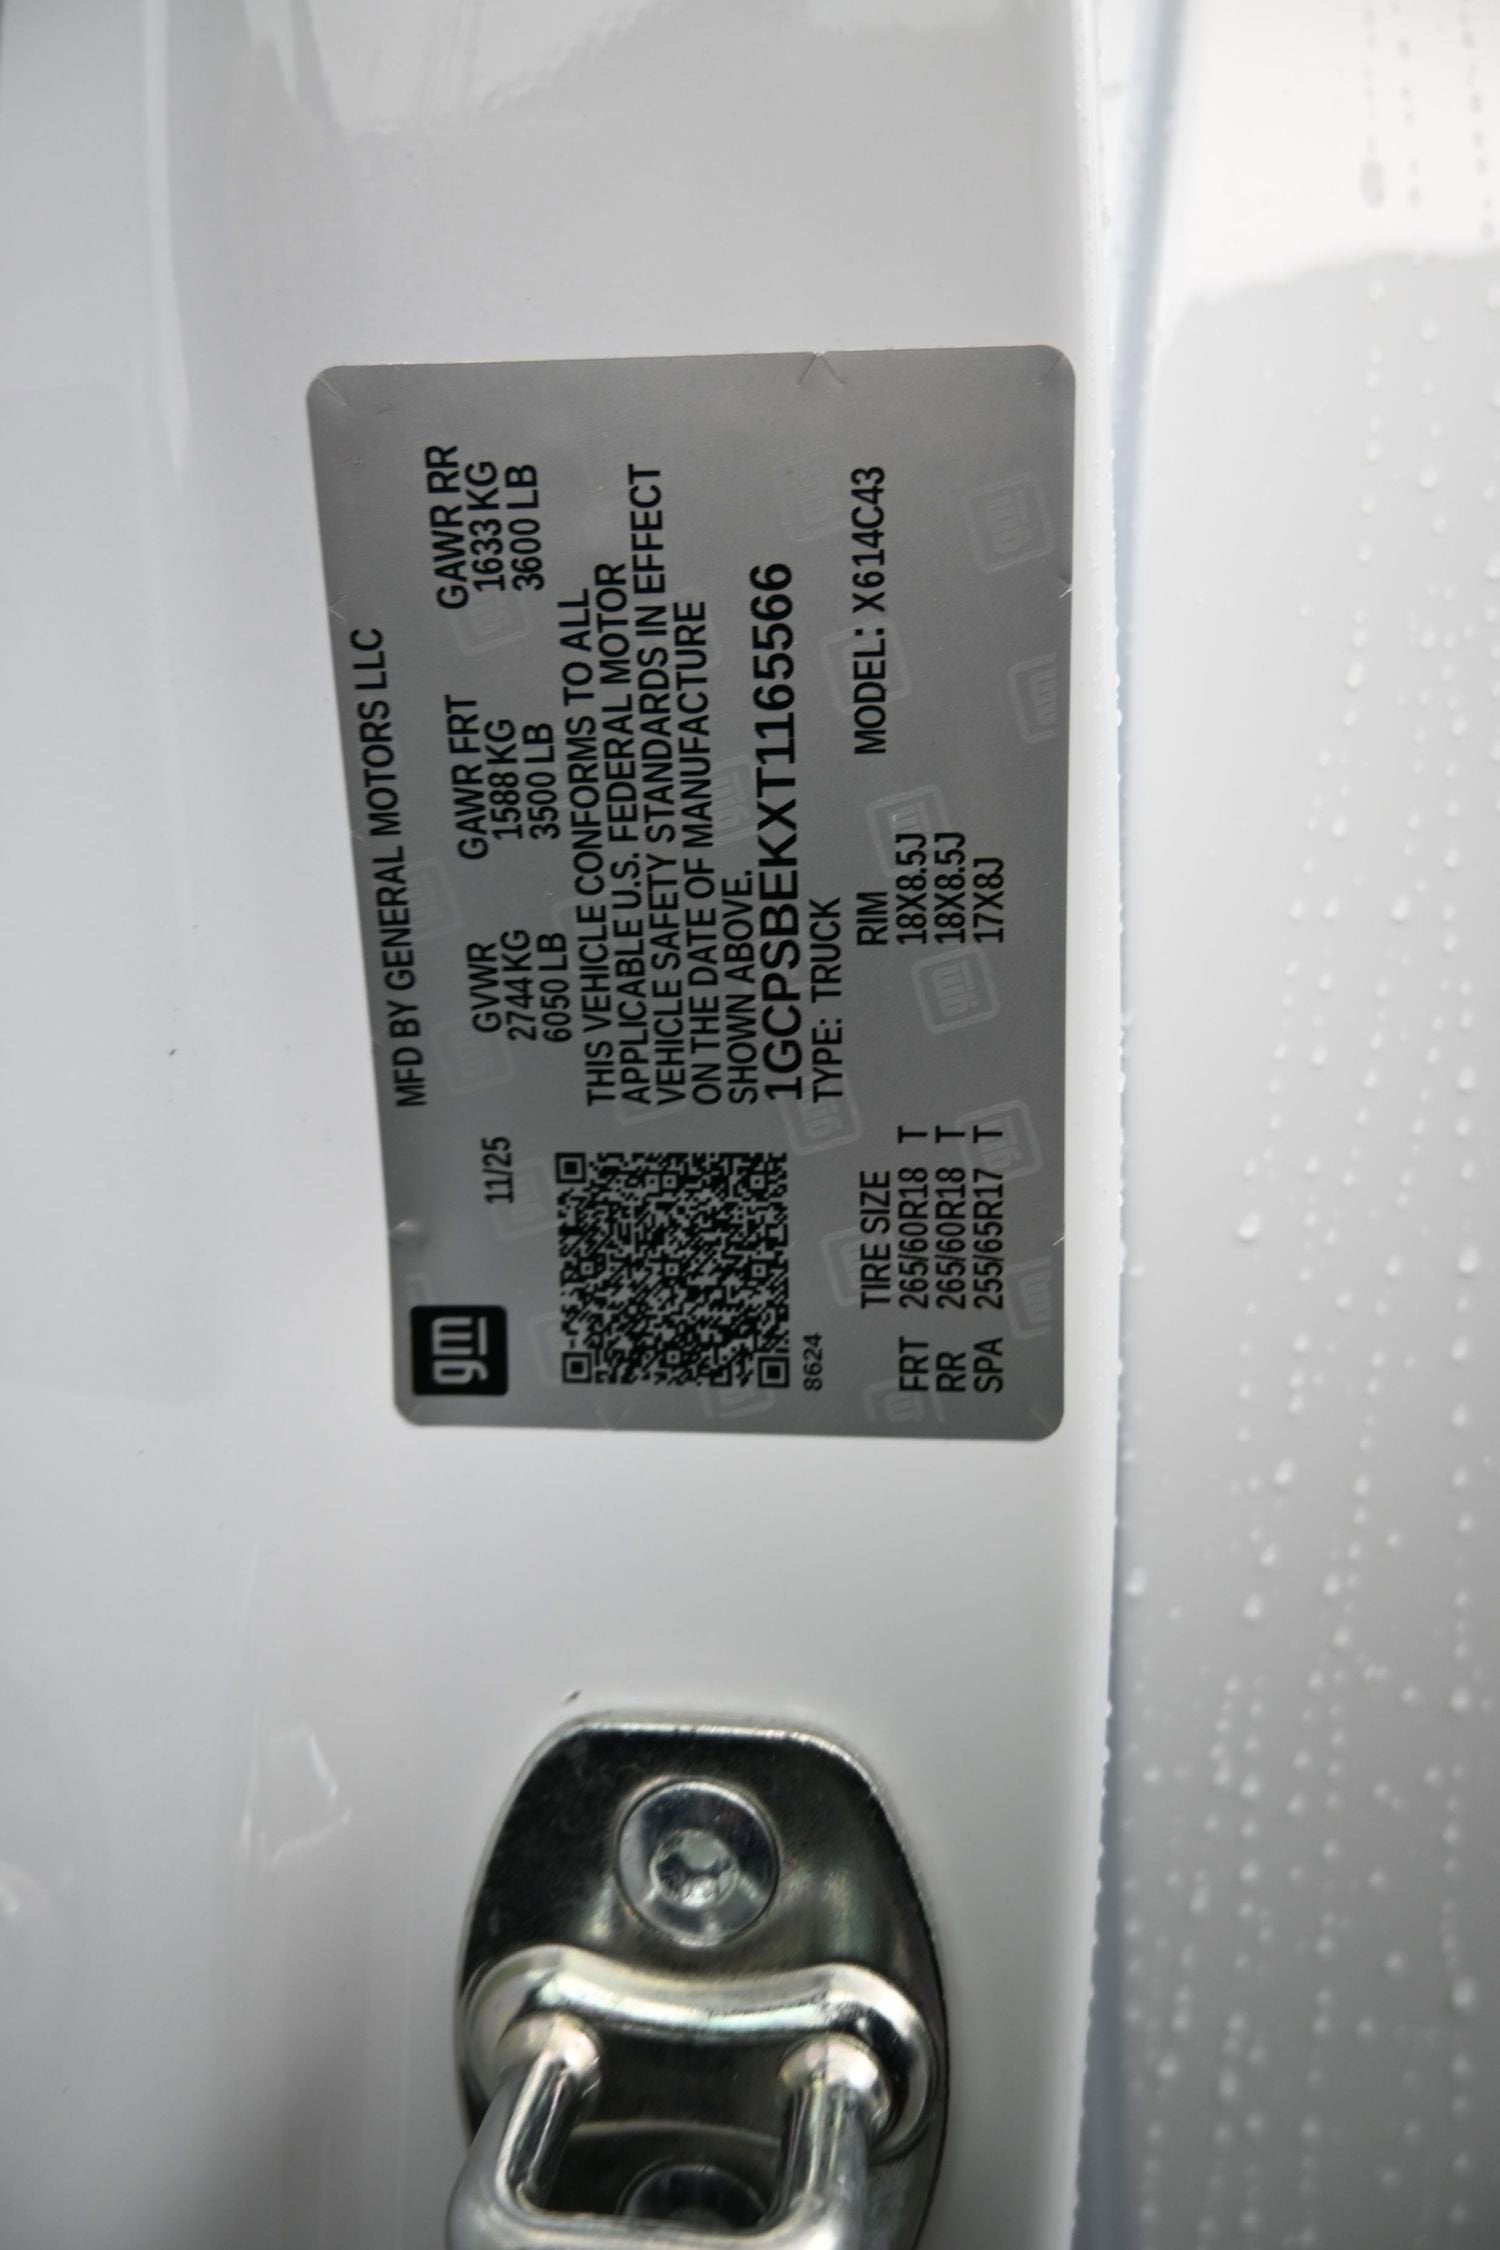 gm
MFD BY GENERAL MOTORS LLC
11/25
GVWR GAWR FRT GAWR RR
2744 KG 1588 KG 1633 KG
6050 LB 3500 LB 3600 LB
THIS VEHICLE CONFORMS TO ALL
APPLICABLE U.S. FEDERAL MOTOR
VEHICLE SAFETY STANDARDS IN EFFECT
ON THE DATE OF MANUFACTURE
SHOWN ABOVE.
1GCPSBEKXT1165566
8624
TYPE: TRUCK MODEL: X614C43
TIRE SIZE RIM
FRT 265/60R18 T 18X8.5J
RR 265/60R18 T 18X8.5J
SPA 255/65R17 T 17X8J